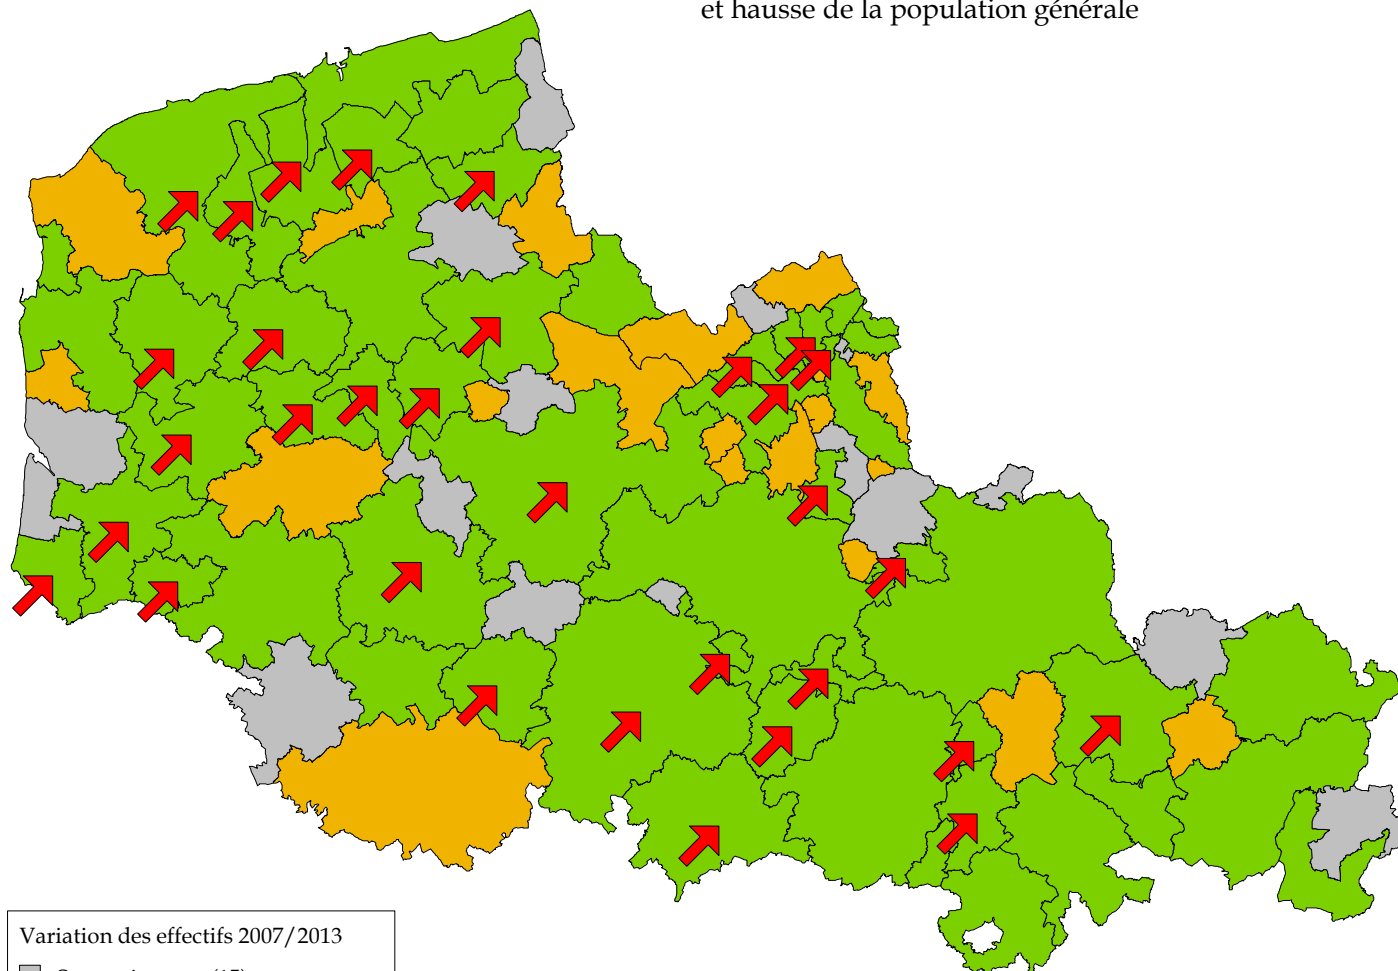 et hausse de la population générale
Variation des effectifs 2007/2013